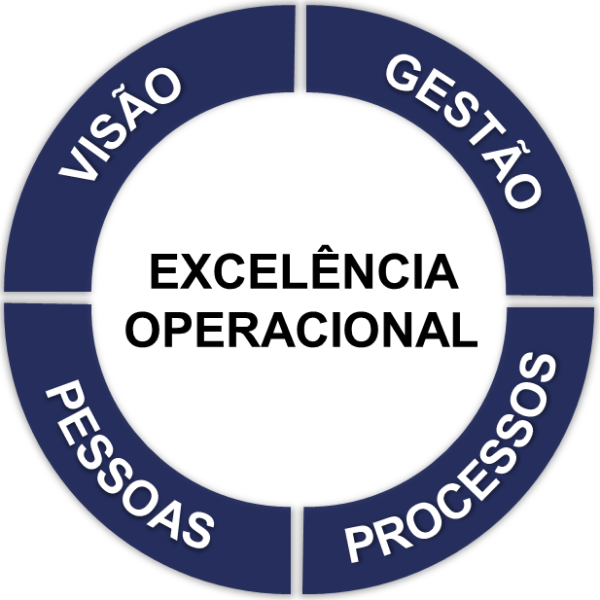 VISÃO
GESTÃO
EXCELÊNCIA
OPERACIONAL
PESSOAS
PROCESSOS